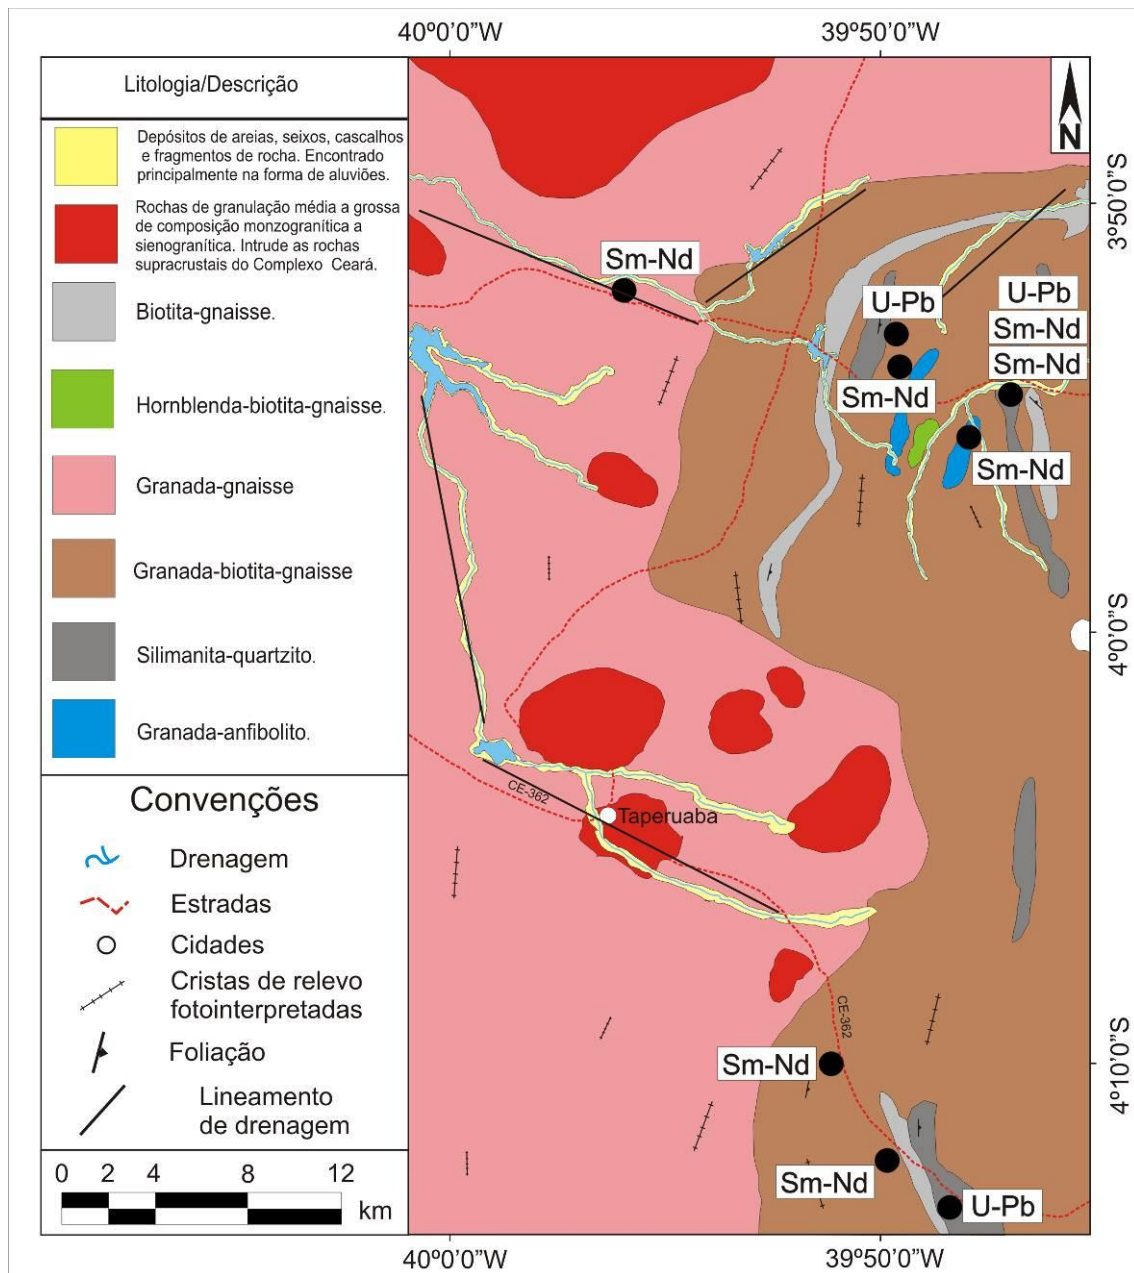 40º0'0"W
39º50'0"W
Litologia/Descrição
Depósitos de areias, seixos, cascalhos
e fragmentos de rocha. Encontrado
principalmente na forma de aluviões.
Rochas de granulação média a grossa
de composição monzogranítica a
sienogranítica. Intrude as rochas
supracrustais do Complexo Ceará.
Biotita-gnaisse.
Hornblenda-biotita-gnaisse.
Granada-gnaisse
Granada-biotita-gnaisse
Silimanita-quartzito.
Granada-anfibolito.
Convenções
Drenagem
Estradas
Cidades
Cristas de relevo
fotointerpretadas
Foliação
Lineamento
de drenagem
0 2 4 8 12
km
N
3º50'0"S
Sm-Nd
U-Pb
U-Pb
Sm-Nd
Sm-Nd
Sm-Nd
Sm-Nd
4º0'0"S
CE-362
Taperuaba
CE-362
Sm-Nd
4º10'0"S
Sm-Nd
U-Pb
40º0'0"W
39º50'0"W